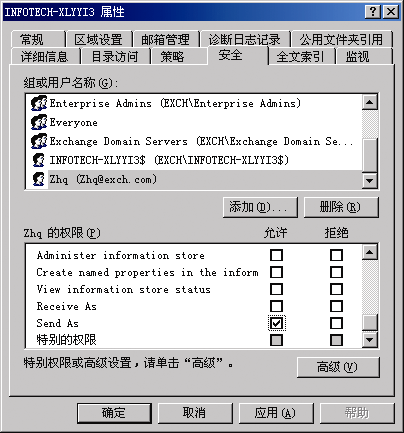 INFOTECH-XLYYI3 属性
常规 区域设置 邮箱管理 诊断日志记录 公用文件夹引用
详细信息 目录访问 策略 安全 全文索引 监视
组或用户名称(G):
Enterprise Admins (EXCH\Enterprise Admins)
Everyone
Exchange Domain Servers (EXCH\Exchange Domain Se...
INFOTECH-XLYYI3$ (EXCH\INFOTECH-XLYYI3$)
Zhq (Zhq@exch.com)
添加(D)... 删除(R)
Zhq 的权限(P) 允许 拒绝
Administer information store
Create named properties in the inform
View information store status
Receive As
Send As
特别的权限
特别权限或高级设置，请单击“高级”。
高级(V)
确定 取消 应用(A) 帮助